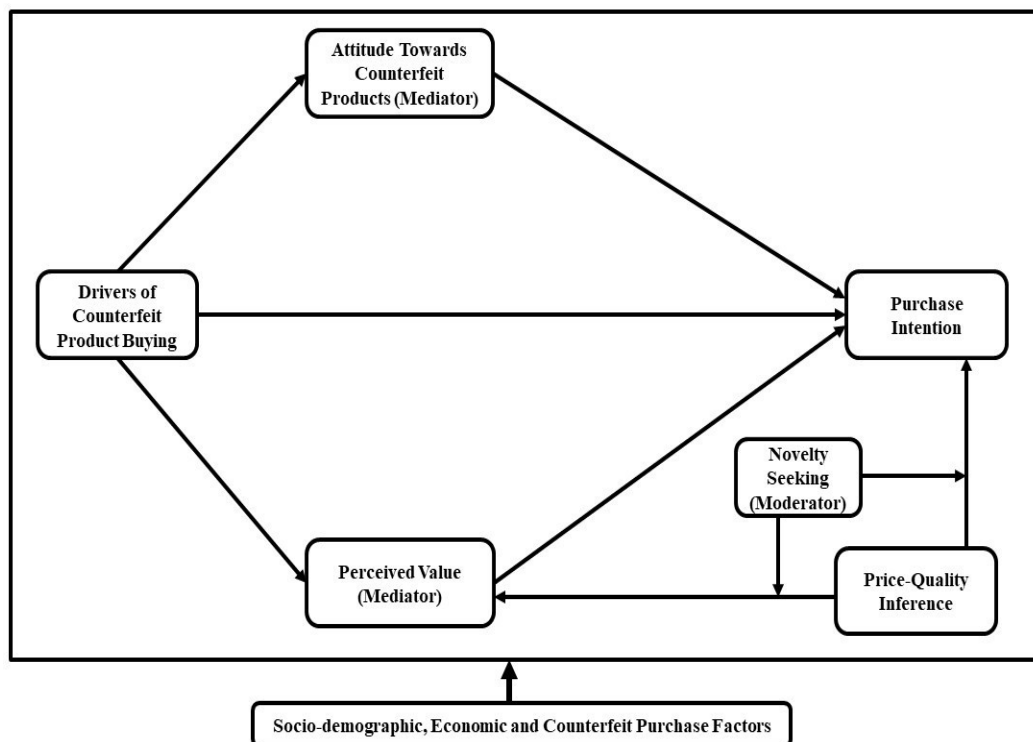 Attitude Towards
Counterfeit
Products (Mediator)
Drivers of
Counterfeit
Product Buying
Purchase
Intention
Novelty
Seeking
(Moderator)
Perceived Value
(Mediator)
Price-Quality
Inference
Socio-demographic, Economic and Counterfeit Purchase Factors